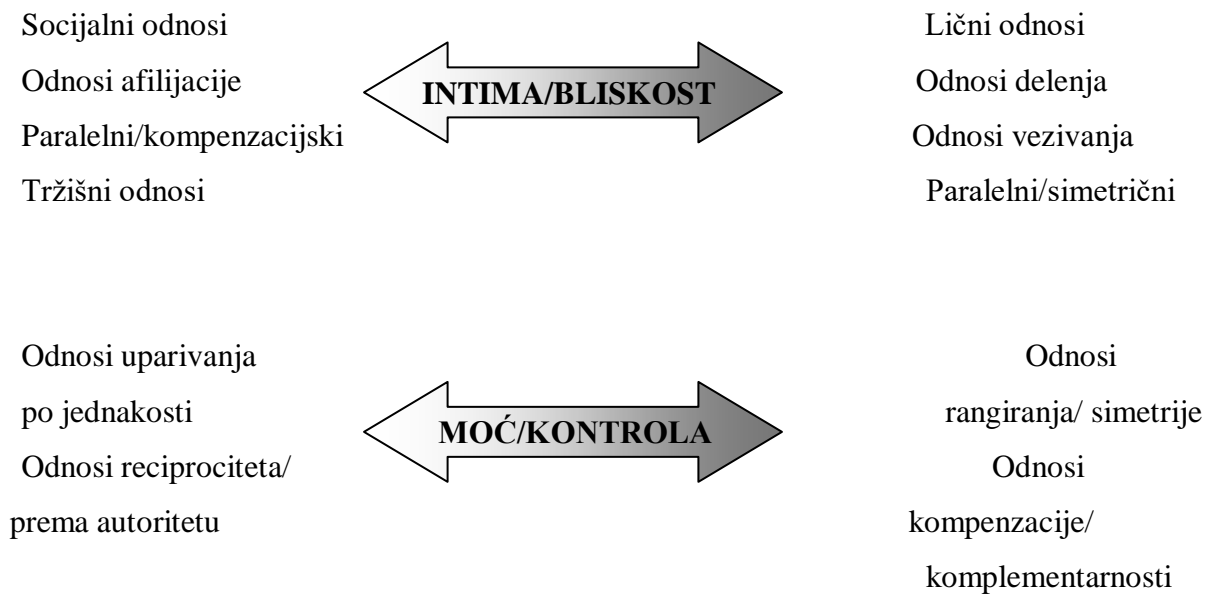 Socijalni odnosi
Lični odnosi
Odnosi afilijacije
INTIMA/BLISKOST
Odnosi delenja
Paralelni/kompenzacijski
Odnosi vezivanja
Tržišni odnosi
Paralelni/simetrični
Odnosi uparivanja
Odnosi
po jednakosti
MOĆ/KONTROLA
rangiranja/ simetrije
Odnosi reciprociteta/
Odnosi
prema autoritetu
kompenzacije/
komplementarnosti